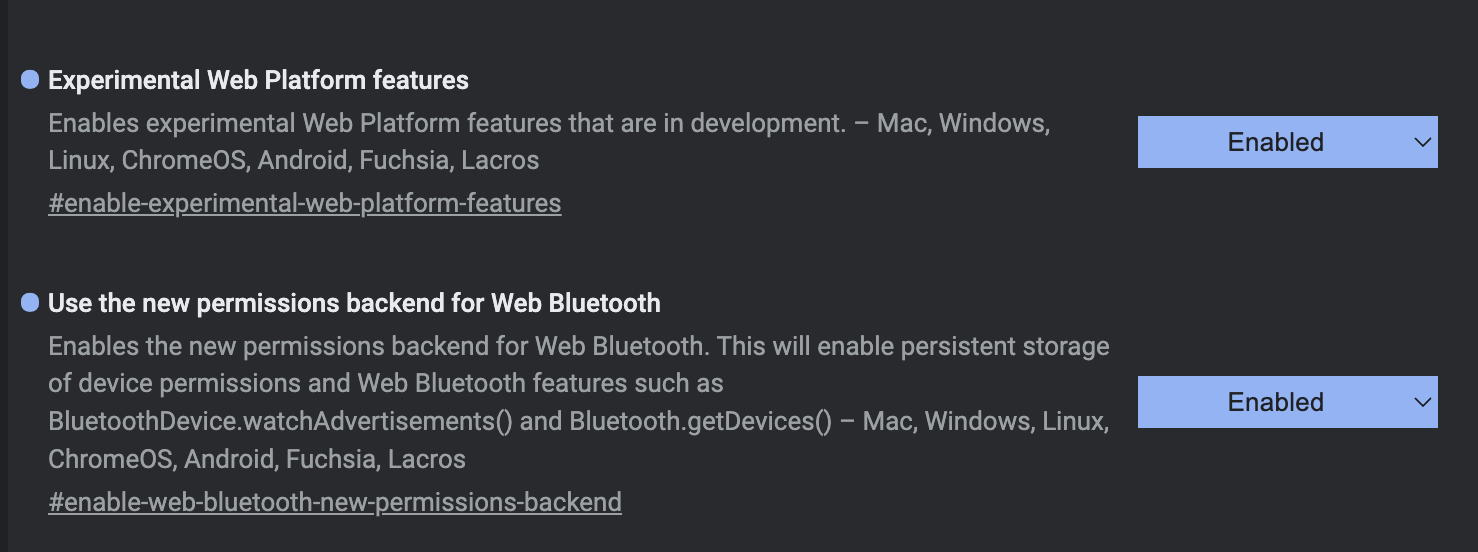 Experimental Web Platform features
Enables experimental Web Platform features that are in development. – Mac, Windows,
Linux, ChromeOS, Android, Fuchsia, Lacros
#enable-experimental-web-platform-features
Enabled
Use the new permissions backend for Web Bluetooth
Enables the new permissions backend for Web Bluetooth. This will enable persistent storage
of device permissions and Web Bluetooth features such as
BluetoothDevice.watchAdvertisements() and Bluetooth.getDevices() – Mac, Windows, Linux,
ChromeOS, Android, Fuchsia, Lacros
#enable-web-bluetooth-new-permissions-backend
Enabled